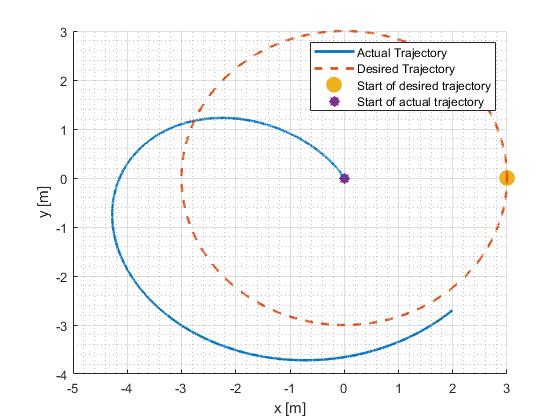 3
2
1
0
-1
-2
-3
-4
y [m]
-5
-4
-3
-2
-1
0
1
2
3
x [m]
Actual Trajectory
Desired Trajectory
Start of desired trajectory
Start of actual trajectory